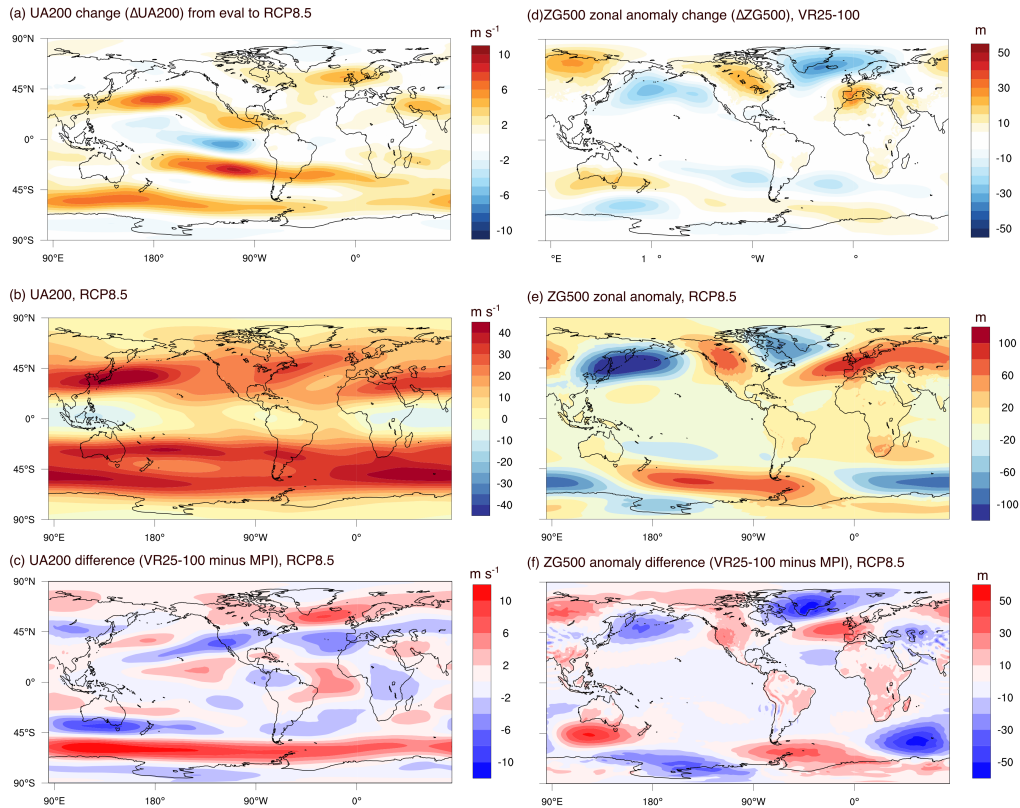 (a) UA200 change (ΔUA200) from eval to RCP8.5
m s⁻¹
90°N
45°N
0°
45°S
90°S
90°E
180°
90°W
0°
10
6
2
-2
-6
-10
(d)ZG500 zonal anomaly change (ΔZG500), VR25-100
m
°E
1 °
°W
°
50
30
10
-10
-30
-50
(b) UA200, RCP8.5
m s⁻¹
90°N
45°N
0°
45°S
90°S
90°E
180°
90°W
0°
40
30
20
10
0
-10
-20
-30
-40
(e) ZG500 zonal anomaly, RCP8.5
m
90°E
180°
90°W
0°
100
60
20
-20
-60
-100
(c) UA200 difference (VR25-100 minus MPI), RCP8.5
m s⁻¹
90°N
45°N
0°
45°S
90°S
90°E
180°
90°W
0°
10
6
2
-2
-6
-10
(f) ZG500 anomaly difference (VR25-100 minus MPI), RCP8.5
m
90°E
180°
90°W
0°
50
30
10
-10
-30
-50